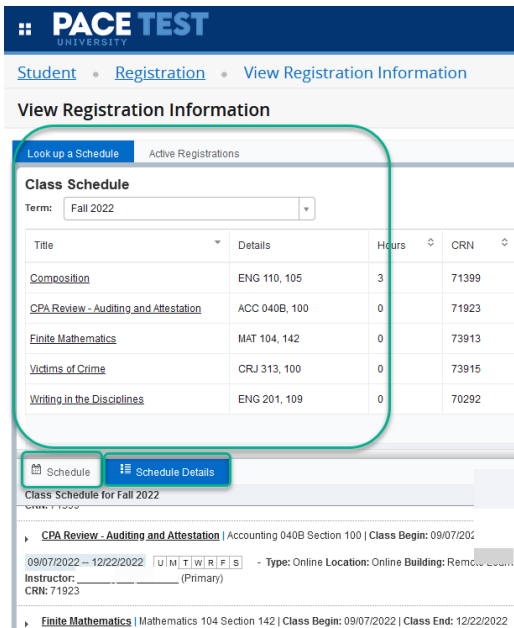 PACE TEST
UNIVERSITY
Student • Registration • View Registration Information
View Registration Information
Look up a Schedule Active Registrations
Class Schedule
Term: Fall 2022
Title Details Hours CRN
Composition ENG 110, 105 3 71399
CPA Review - Auditing and Attestation ACC 040B, 100 0 71923
Finite Mathematics MAT 104, 142 0 73913
Victims of Crime CRJ 313, 100 0 73915
Writing in the Disciplines ENG 201, 109 0 70292
Schedule Schedule Details
Class Schedule for Fall 2022
CRN: 71399
CPA Review - Auditing and Attestation | Accounting 040B Section 100 | Class Begin: 09/07/202
09/07/2022 -- 12/22/2022 U M T W R F S - Type: Online Location: Online Building:
Instructor: (Primary)
CRN: 71923
Finite Mathematics | Mathematics 104 Section 142 | Class Begin: 09/07/2022 | Class End: 12/22/2022